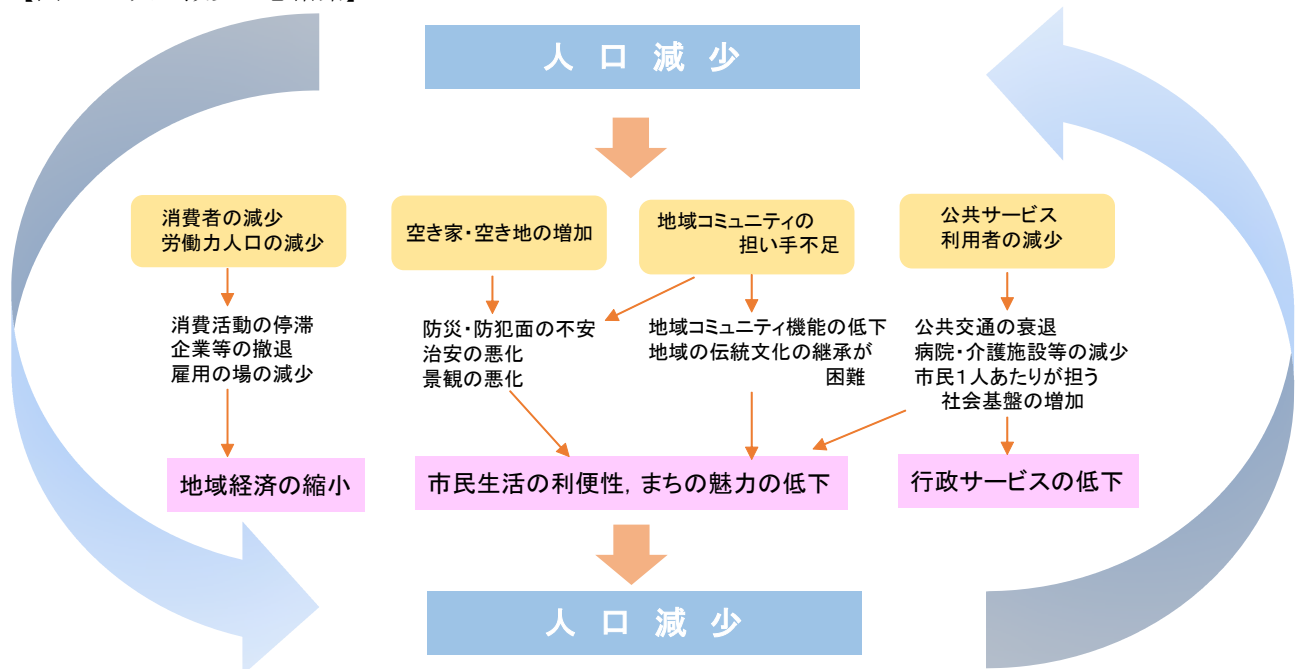 人口減少
消費者の減少
労働力人口の減少
空き家・空き地の増加
地域コミュニティの
担い手不足
公共サービス
利用者の減少
消費活動の停滞
企業等の撤退
雇用の場の減少
防災・防犯面の不安
治安の悪化
景観の悪化
地域コミュニティ機能の低下
地域の伝統文化の継承が
困難
公共交通の衰退
病院・介護施設等の減少
市民１人あたりが担う
社会基盤の増加
地域経済の縮小
市民生活の利便性，まちの魅力の低下
行政サービスの低下
人口減少